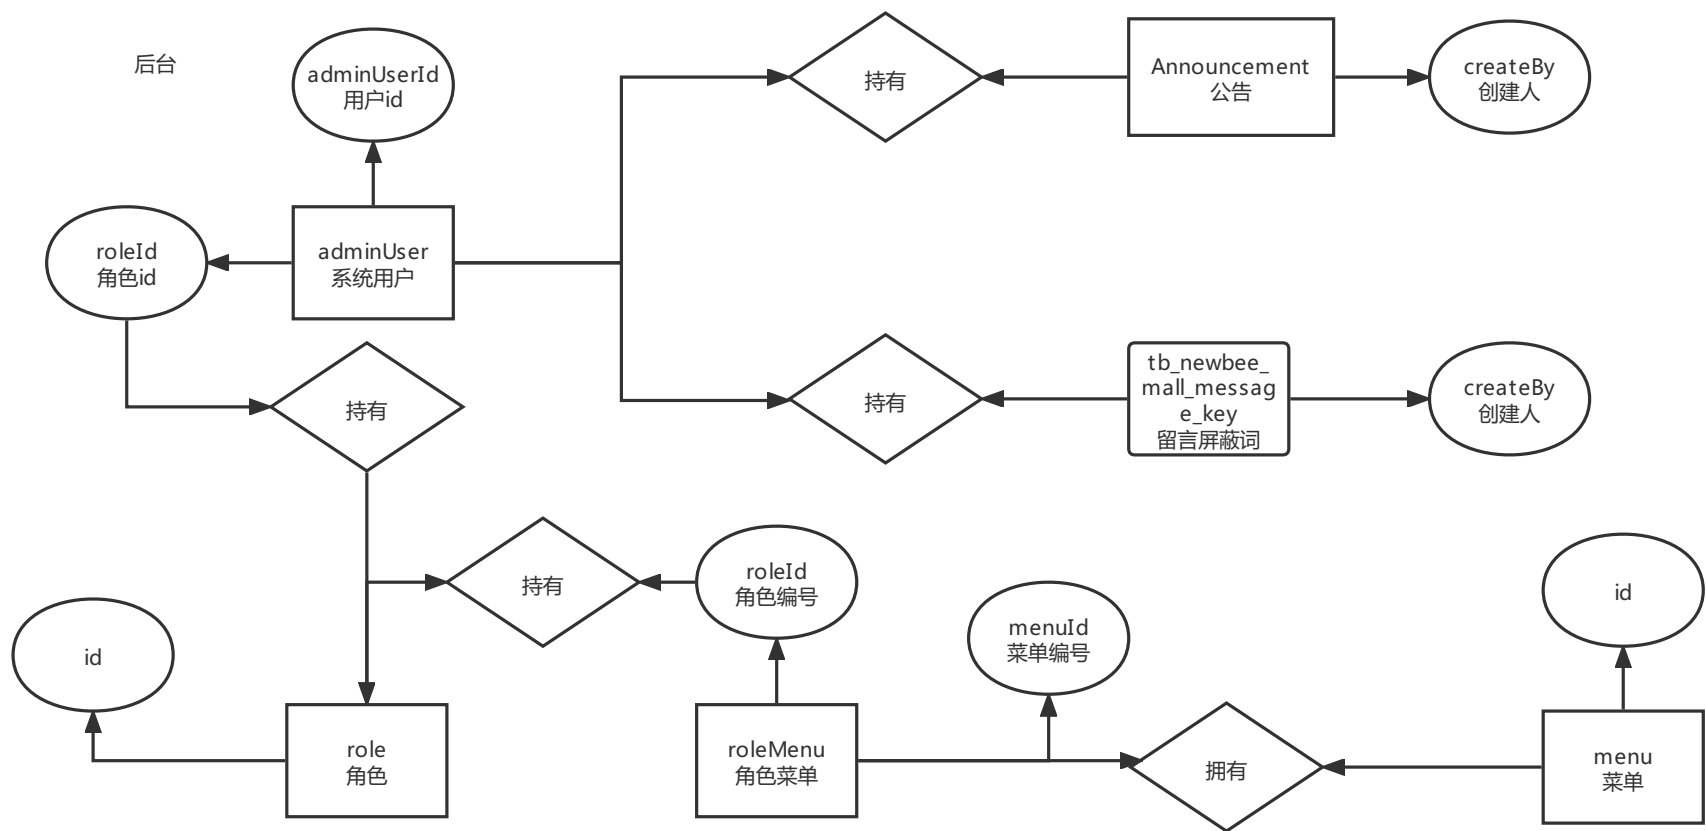 后台
adminUserId
用户id
持有
Announcement
公告
createBy
创建人
roleId
角色id
adminUser
系统用户
持有
持有
tb_newbee_
mall_messag
e_key
留言屏蔽词
createBy
创建人
持有
roleId
角色编号
menuId
菜单编号
id
id
role
角色
roleMenu
角色菜单
拥有
menu
菜单